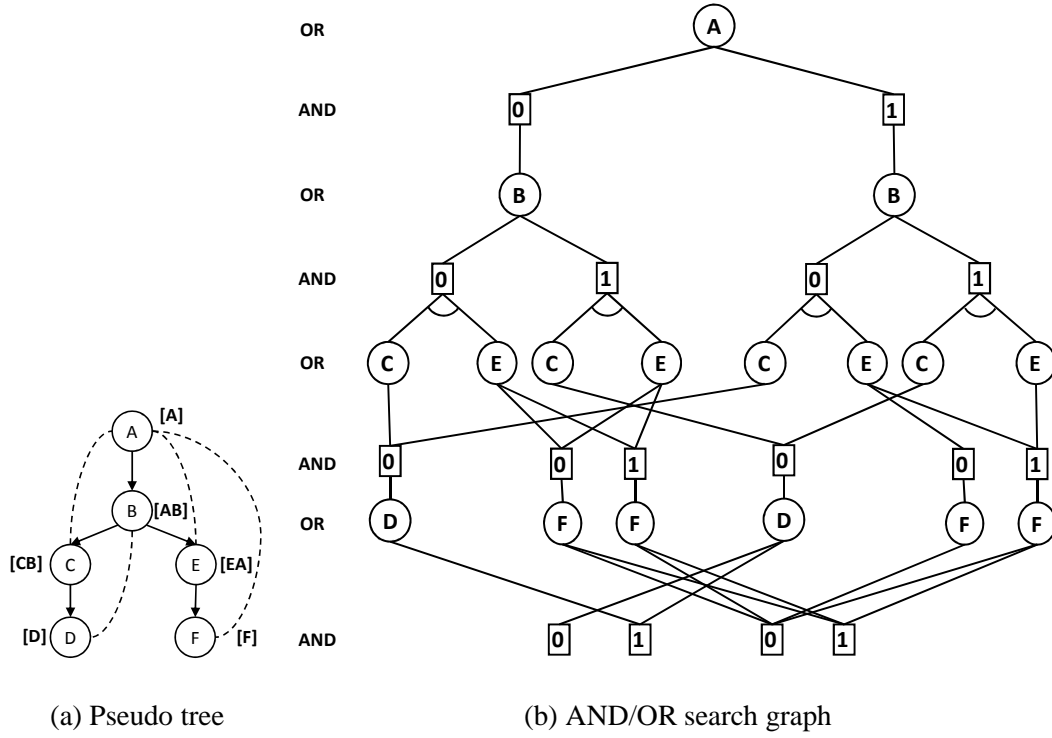 OR A
AND 0 1
OR B B
AND 0 1 0 1
OR C E C E C E C E
AND 0 0 1 0 0 1
OR D F F D F F
AND 0 1 0 1
A [A]
B [AB]
[CB] C E [EA]
[D] D F [F]
(a) Pseudo tree
(b) AND/OR search graph